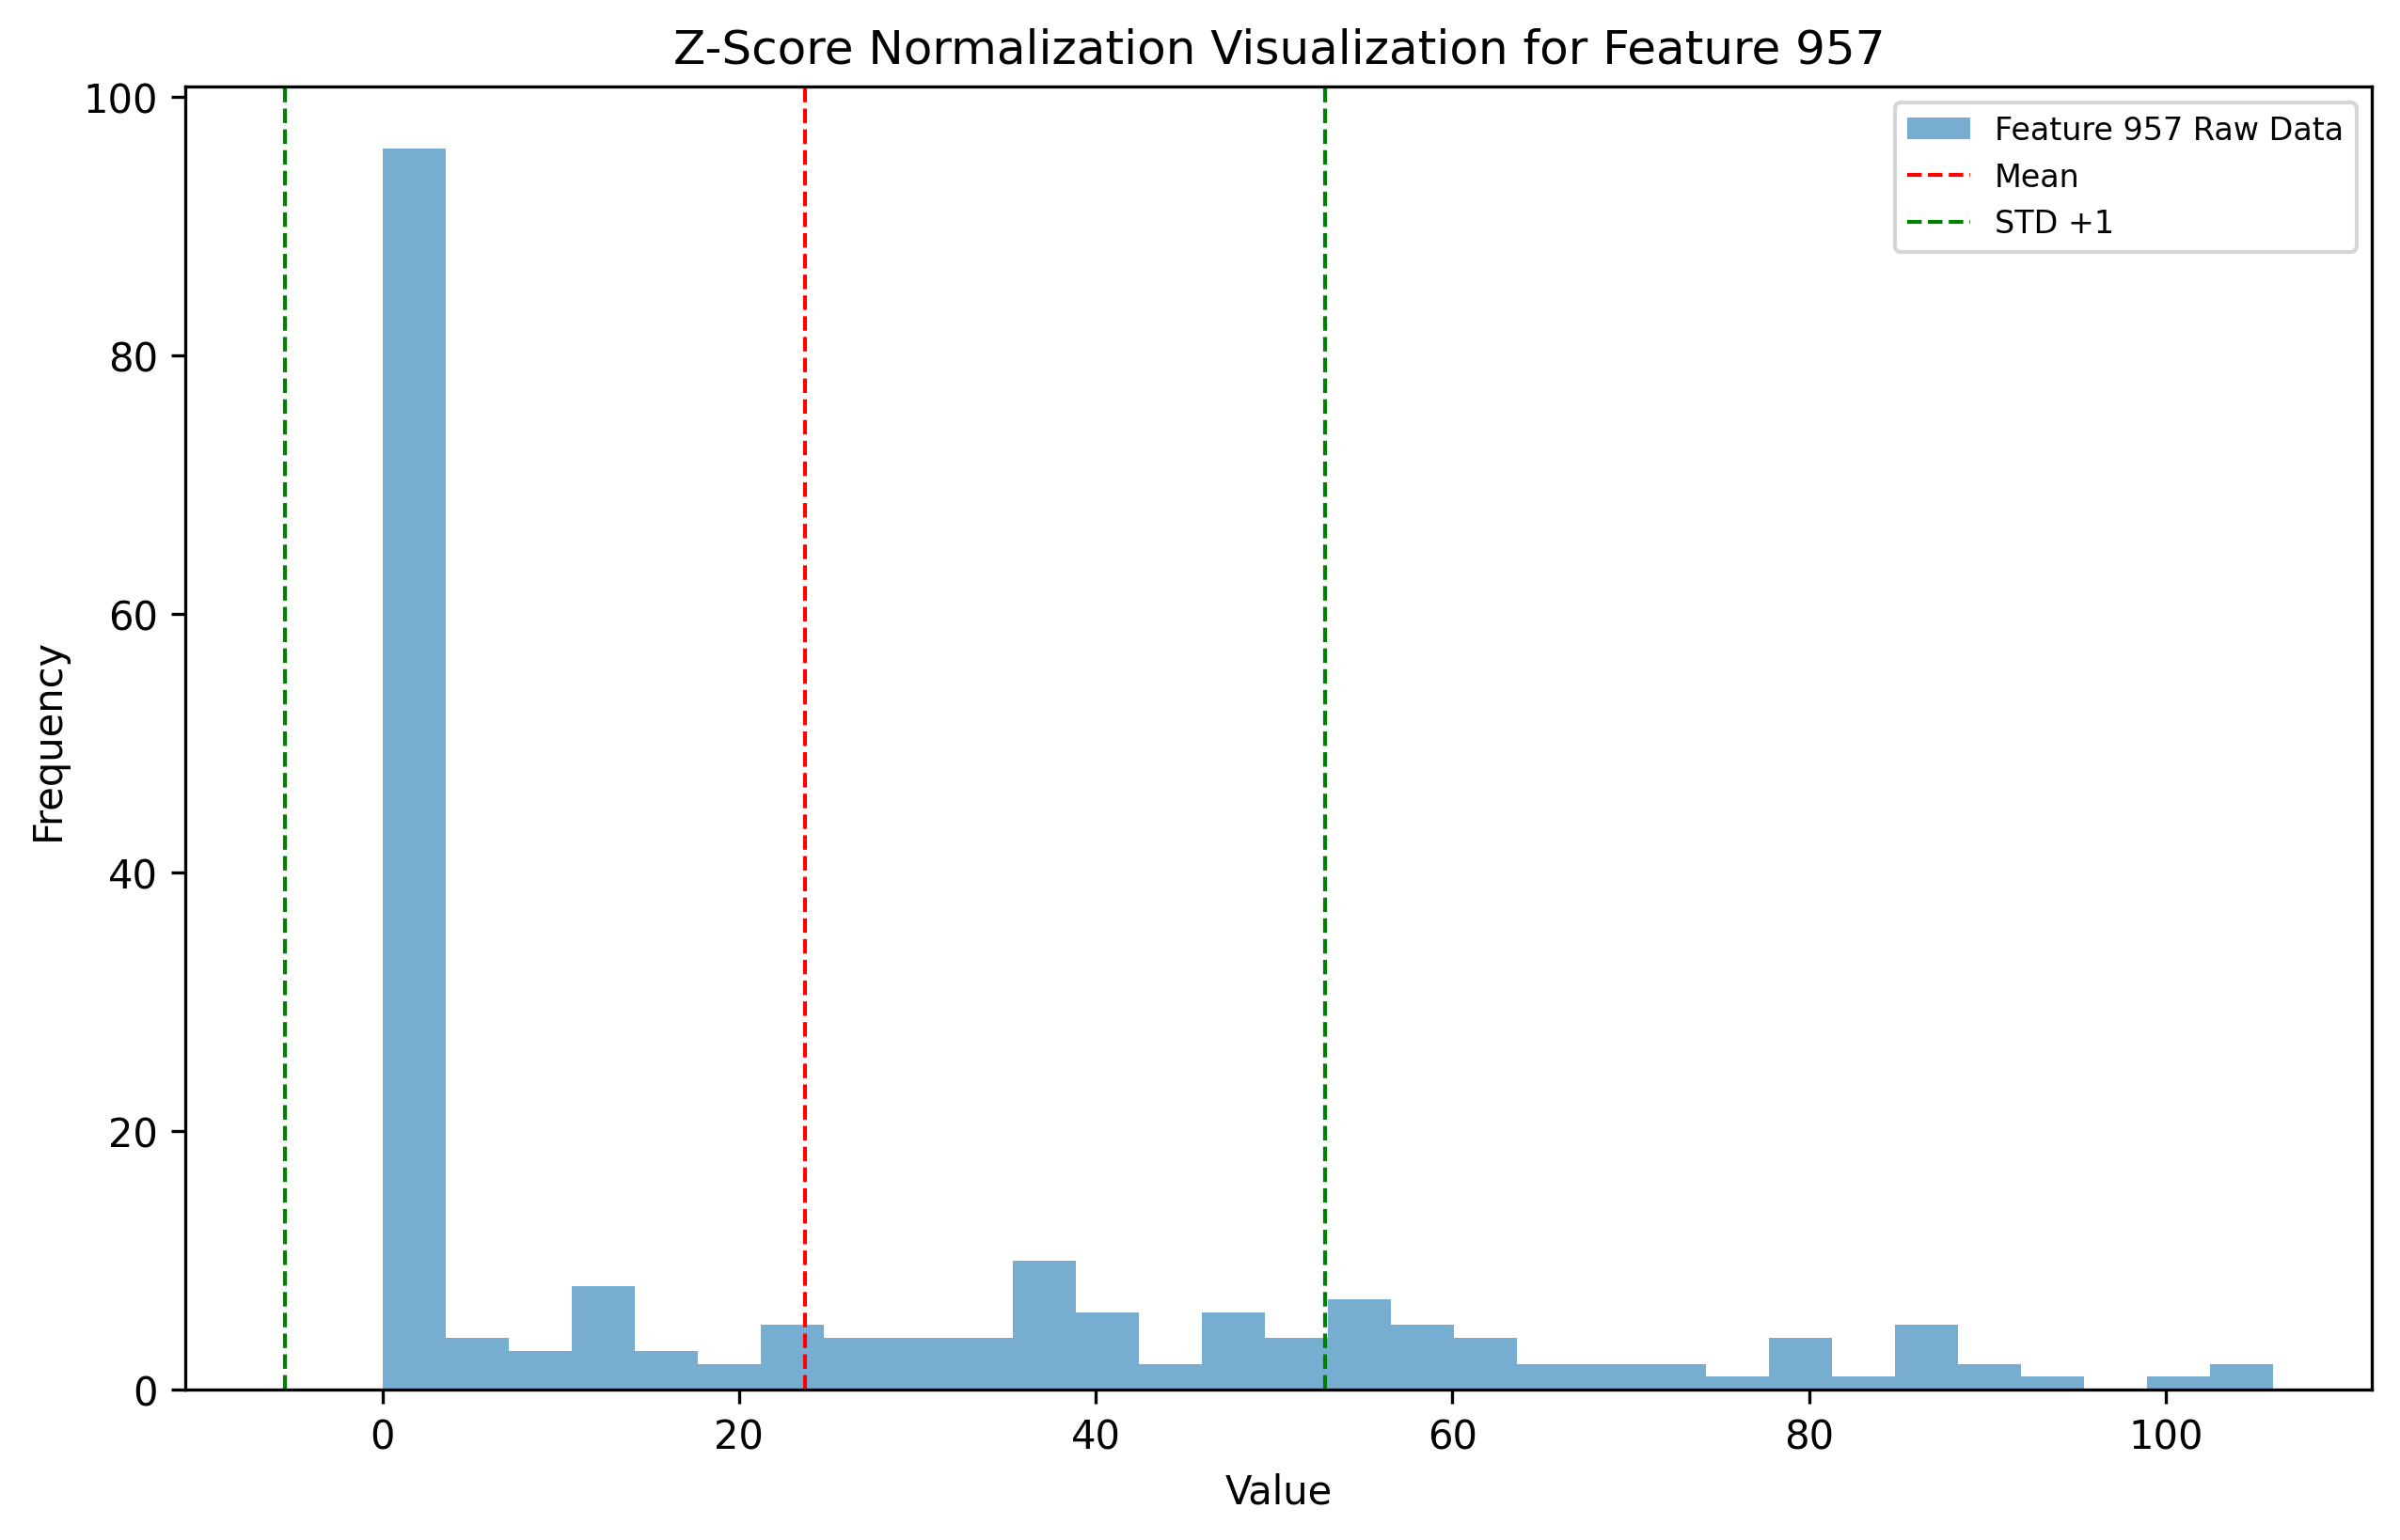 Z-Score Normalization Visualization for Feature 957
Feature 957 Raw Data
Mean
STD +1
100
80
60
40
20
0
Frequency
0 20 40 60 80 100
Value